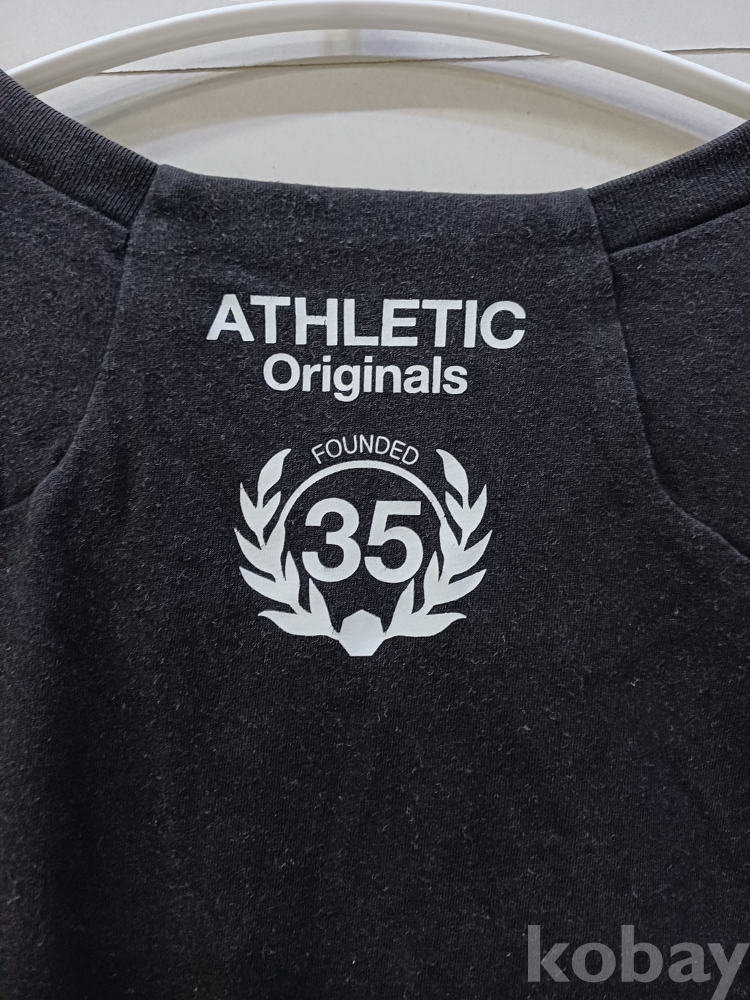 ATHLETIC
Originals
FOUNDED
35
kobay